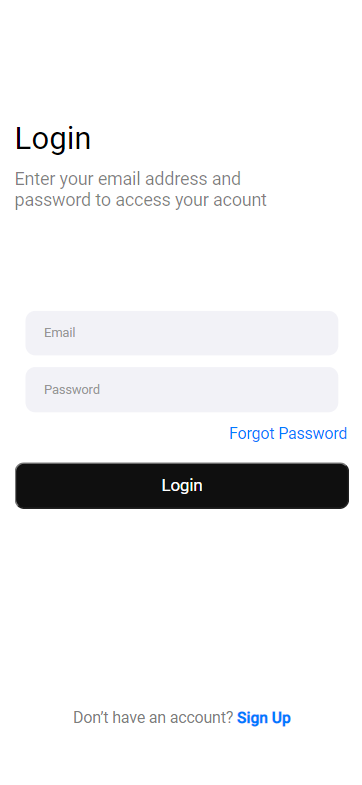 Login
Enter your email address and
password to access your acount
Email
Password
Forgot Password
Login
Don’t have an account? Sign Up